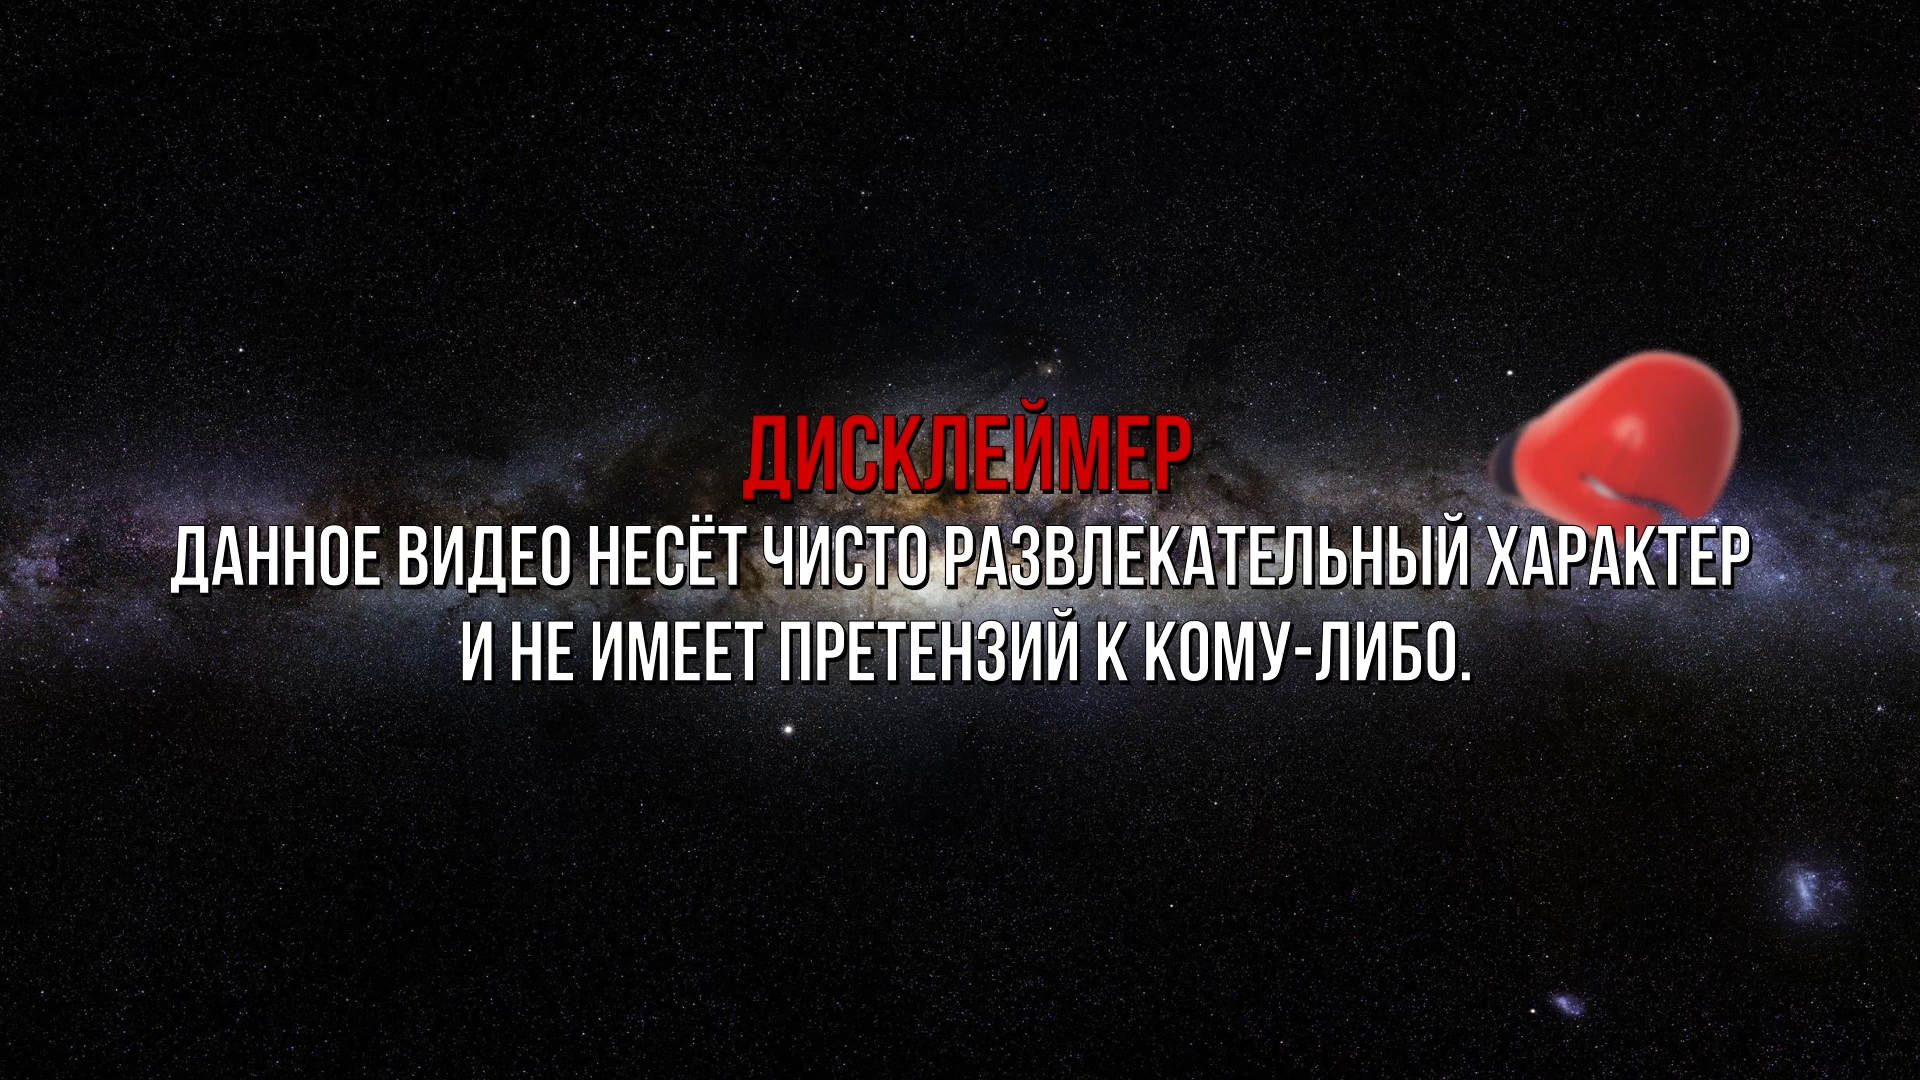 ДИСКЛЕЙМЕР
ДАННОЕ ВИДЕО НЕСЁТ ЧИСТО РАЗВЛЕКАТЕЛЬНЫЙ ХАРАКТЕР
И НЕ ИМЕЕТ ПРЕТЕНЗИЙ К КОМУ-ЛИБО.